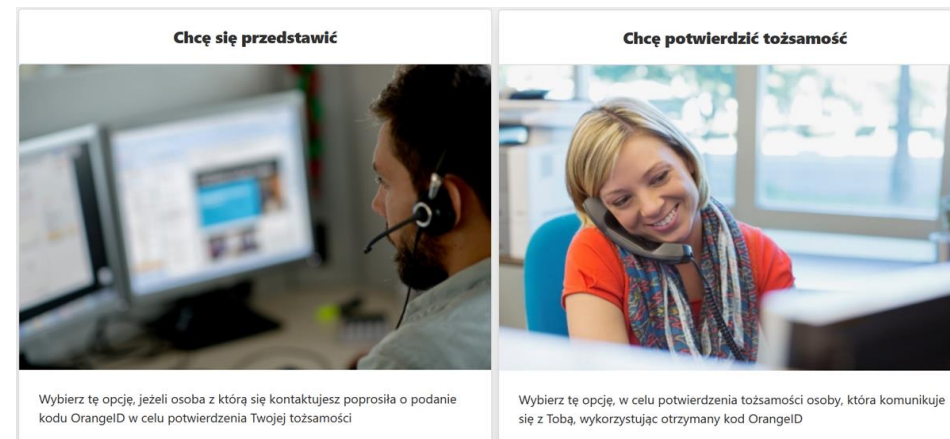 Chcę się przedstawić
Wybierz tę opcję, jeżeli osoba z którą się kontaktujesz poprosiła o podanie
kodu OrangeID w celu potwierdzenia Twojej tożsamości
Chcę potwierdzić tożsamość
Wybierz tę opcję, w celu potwierdzenia tożsamości osoby, która komunikuje
się z Tobą, wykorzystując otrzymany kod OrangeID